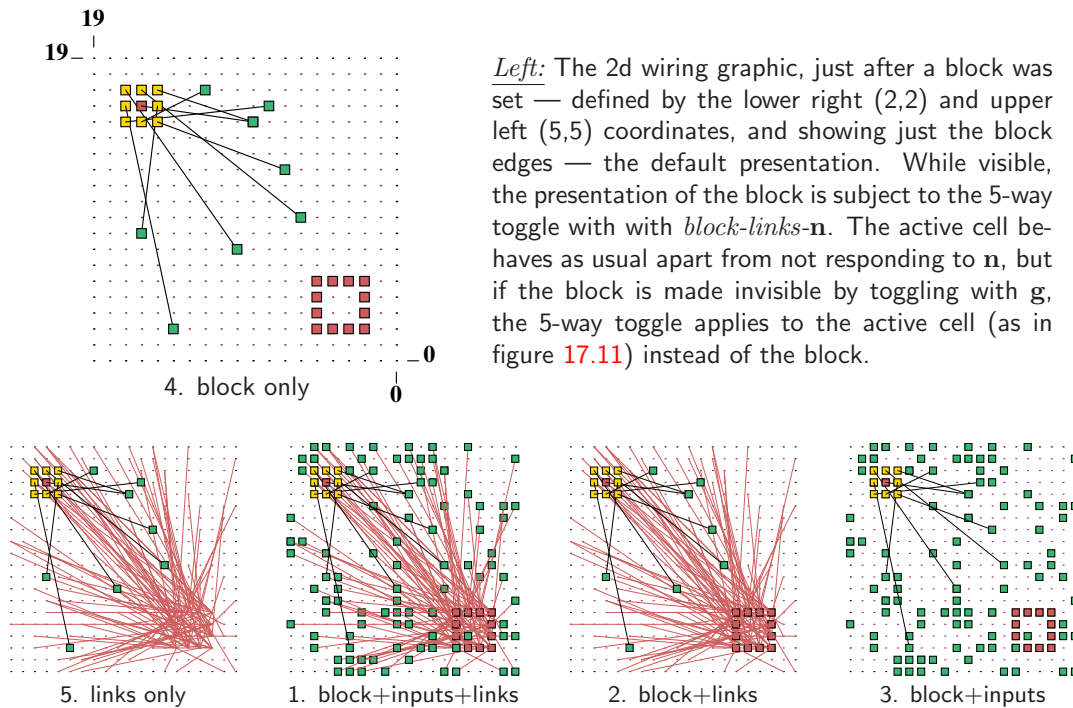 19
19
0
0
4. block only
Left: The 2d wiring graphic, just after a block was
set — defined by the lower right (2,2) and upper
left (5,5) coordinates, and showing just the block
edges — the default presentation. While visible,
the presentation of the block is subject to the 5-way
toggle with with block-links-n. The active cell be-
haves as usual apart from not responding to n, but
if the block is made invisible by toggling with g,
the 5-way toggle applies to the active cell (as in
figure 17.11) instead of the block.
5. links only
1. block+inputs+links
2. block+links
3. block+inputs